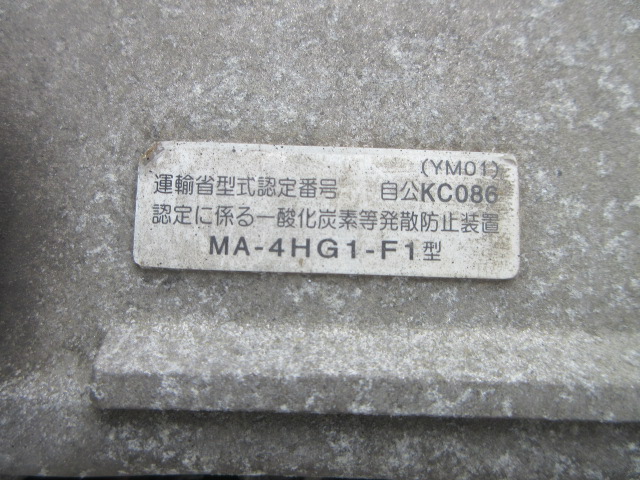 (YM01)
運輸省型式認定番号 自公KC086
認定に係る一酸化炭素等発散防止装置
MA-4HG1-F1型